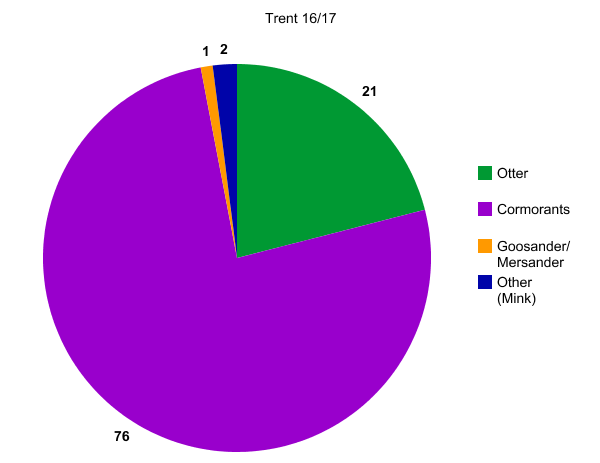 Trent 16/17
1 2
21
Otter
Cormorants
Goosander/
Mersander
Other
(Mink)
76